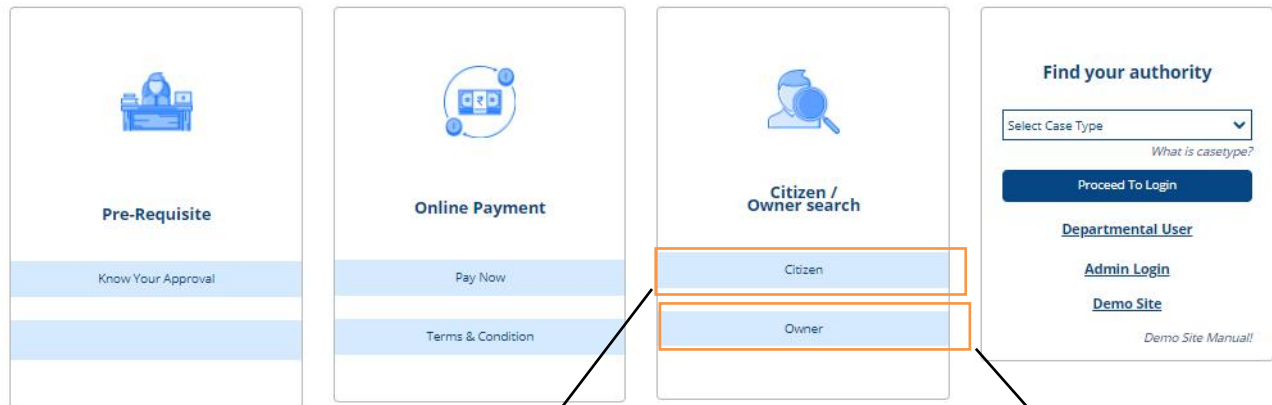 Pre-Requisite
Know Your Approval
Online Payment
Pay Now
Terms & Condition
Citizen /
Owner search
Citizen
Owner
Find your authority
Select Case Type
What is casetype?
Proceed To Login
Departmental User
Admin Login
Demo Site
Demo Site Manual!